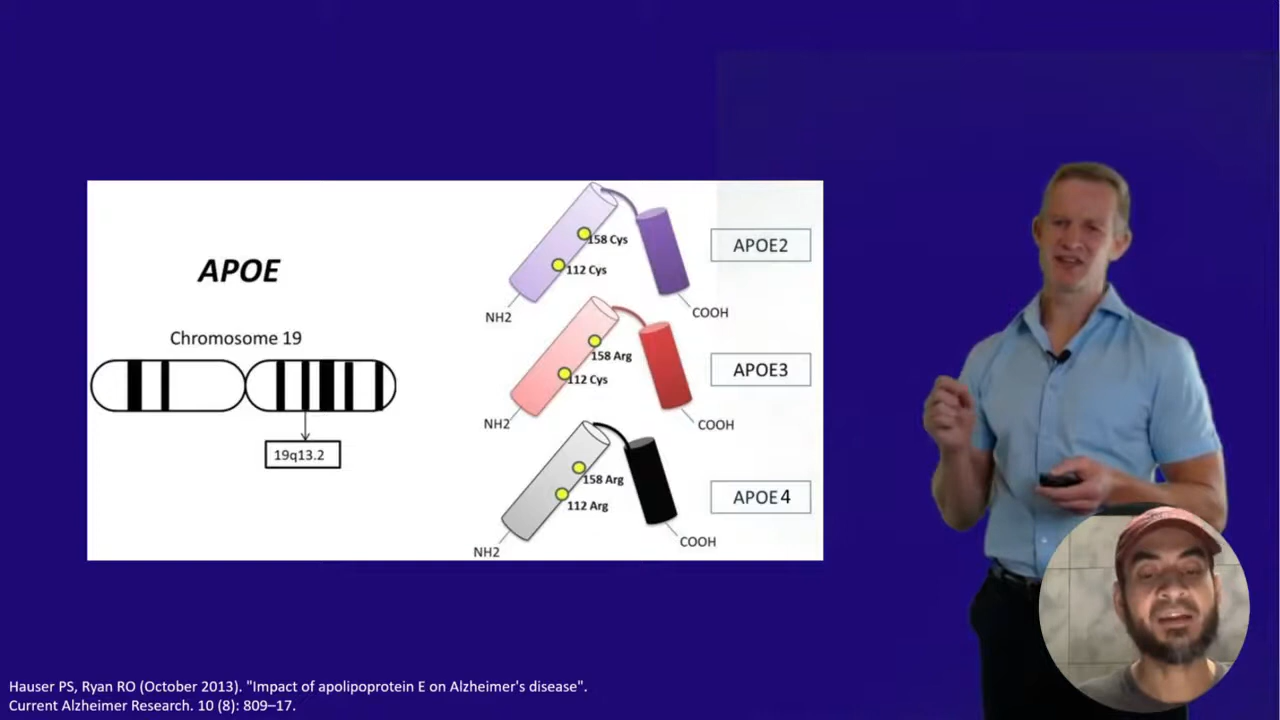 APOE
Chromosome 19
19q13.2
158 Cys
112 Cys
NH2
COOH
APOE2
158 Arg
112 Cys
NH2
COOH
APOE3
158 Arg
112 Arg
NH2
COOH
APOE4
Hauser PS, Ryan RO (October 2013). "Impact of apolipoprotein E on Alzheimer's disease".
Current Alzheimer Research. 10 (8): 809–17.